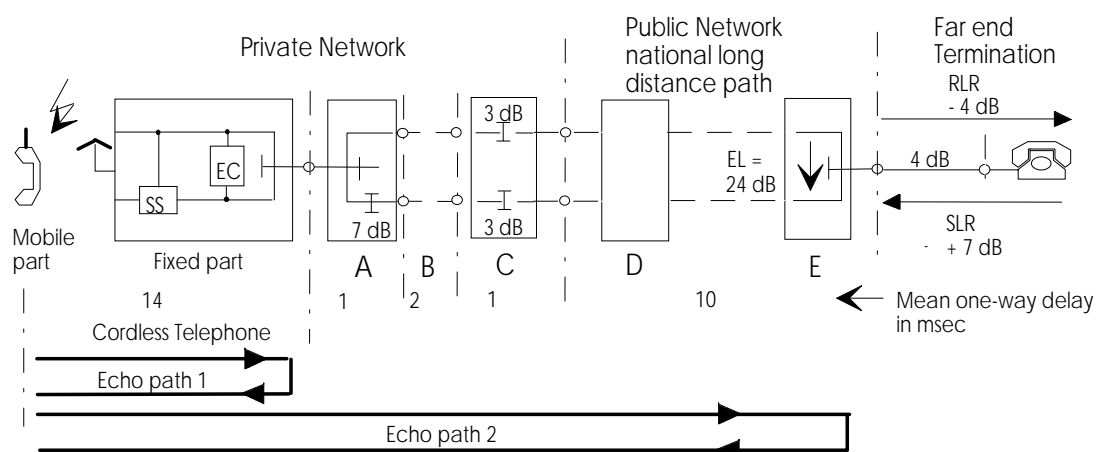 Private Network
Public Network
national long
distance path
Far end
Termination
RLR
- 4 dB
3 dB
EC
SS
7 dB
3 dB
EL =
24 dB
4 dB
SLR
- + 7 dB
Mobile
part
Fixed part
A
B
C
D
E
14
1
2
1
10
Mean one-way delay
in msec
Cordless Telephone
Echo path 1
Echo path 2